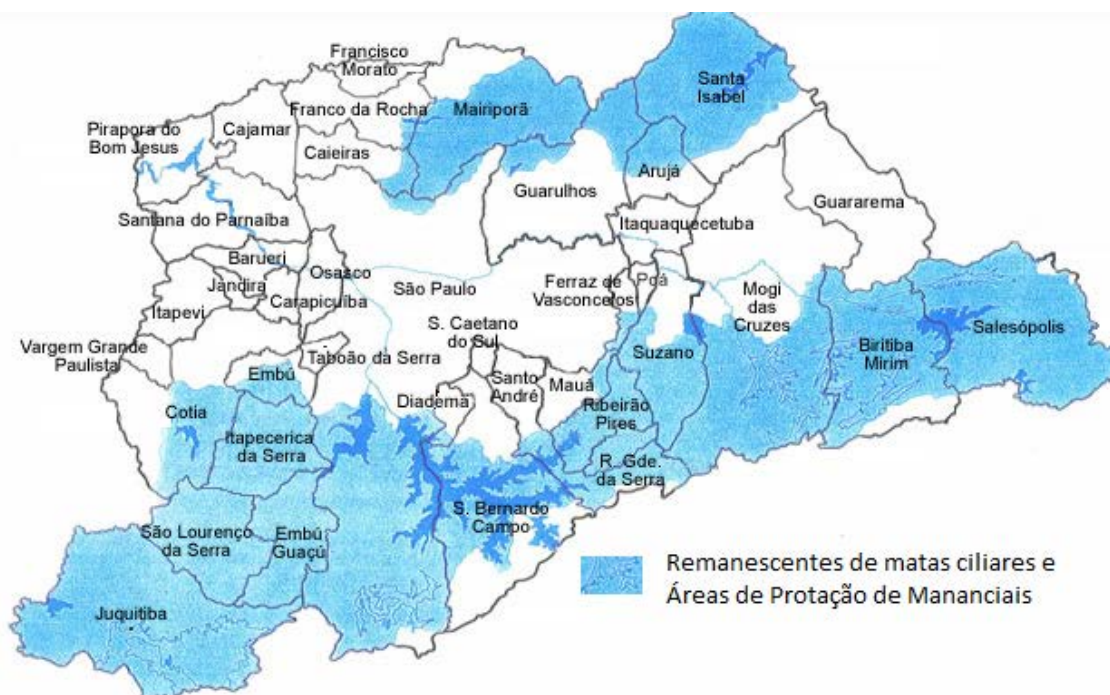 Francisco
Morato
Franco da Rocha
Mairiporã
Santa
Isabel
Pirapora do
Bom Jesus
Cajamar
Caieiras
Arujá
Guarulhos
Guararema
Santana do Parnaíba
Itaquaquecetuba
Barueri
Osasco
Jandira
Carapicuíba
São Paulo
Ferraz de
Vasconcelos
Poá
Mogi
das
Cruzes
Itapevi
S. Caetano
do Sul
Biritiba
Mirim
Salesópolis
Vargem Grande
Paulista
Taboão da Serra
Suzano
Embú
Santo
André
Mauá
Diadema
Cotia
Ribeirão
Pires
Itapecerica
da Serra
R. Gde.
da Serra
S. Bernardo
Campo
São Lourenço
da Serra
Embú
Guaçú
Juquitiba
Remanescentes de matas ciliares e
Áreas de Protação de Mananciais